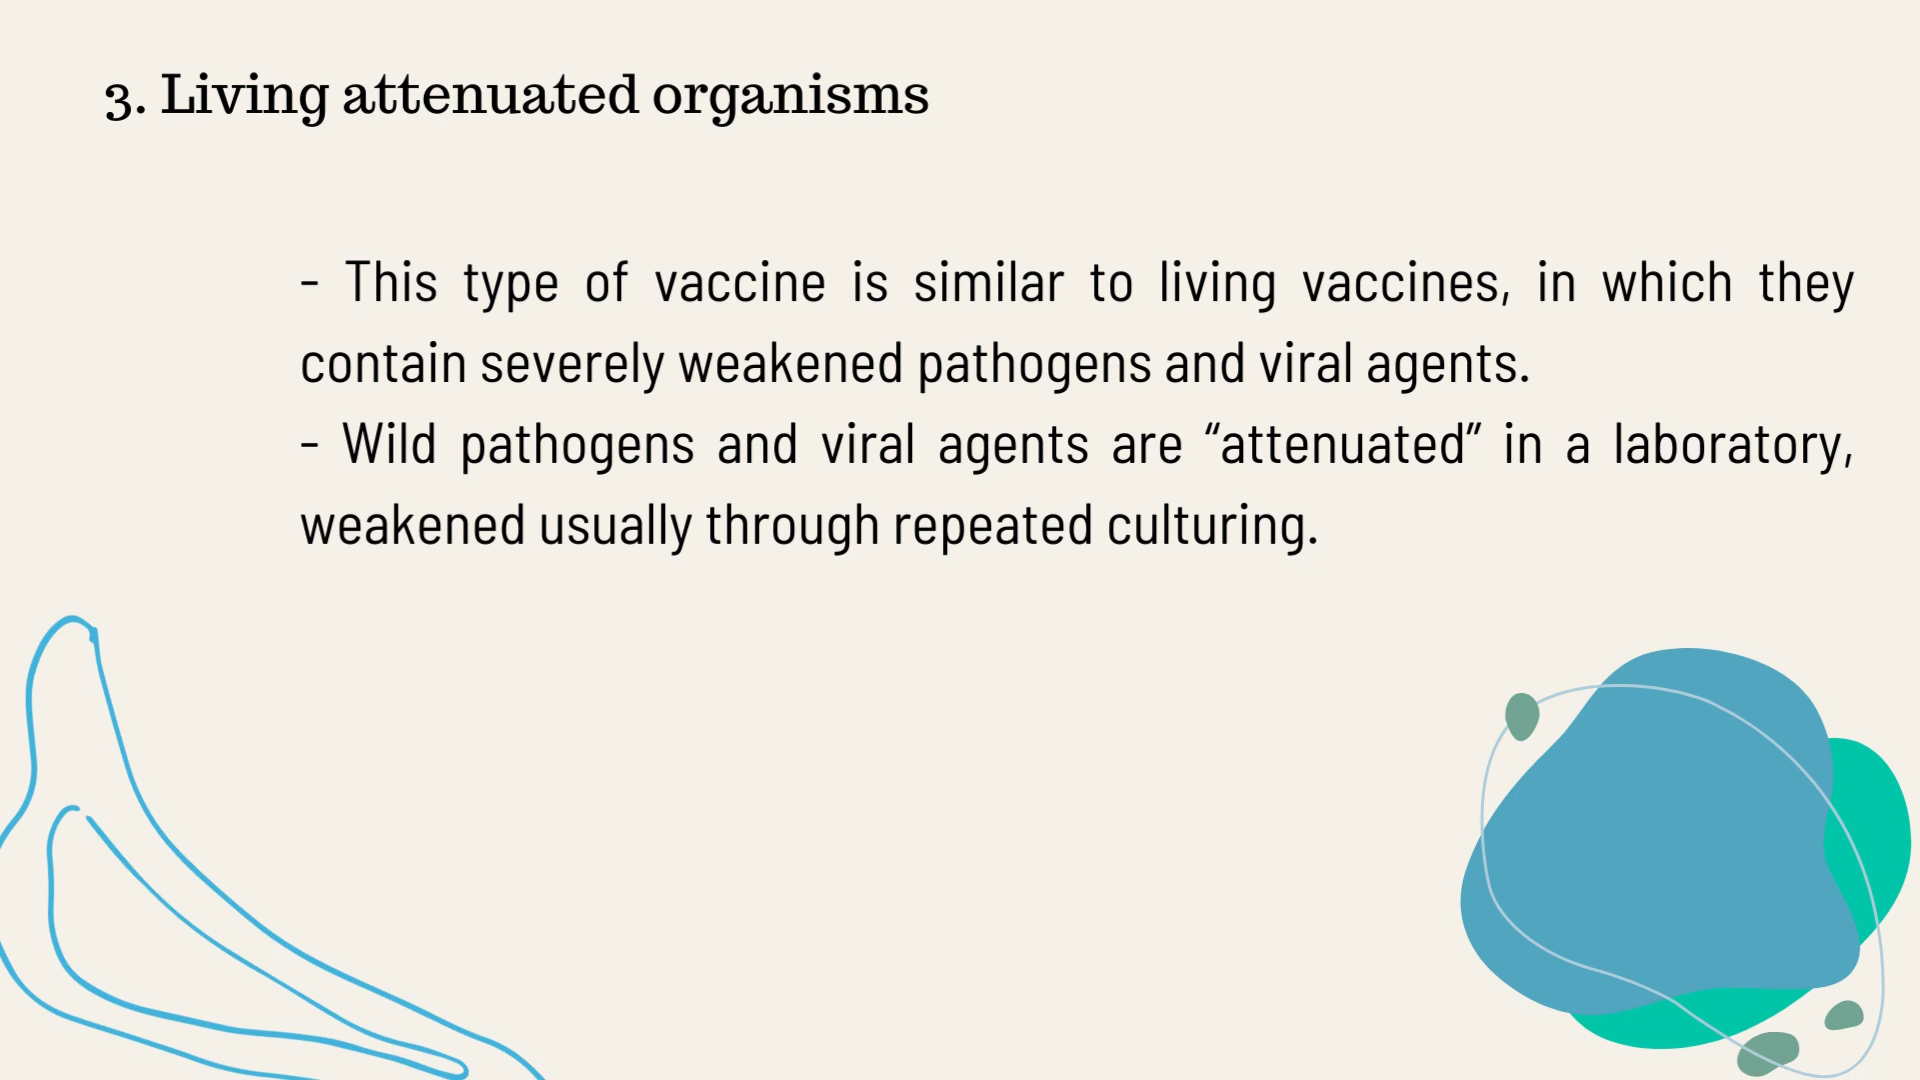 3. Living attenuated organisms
- This type of vaccine is similar to living vaccines, in which they
contain severely weakened pathogens and viral agents.
- Wild pathogens and viral agents are “attenuated” in a laboratory,
weakened usually through repeated culturing.